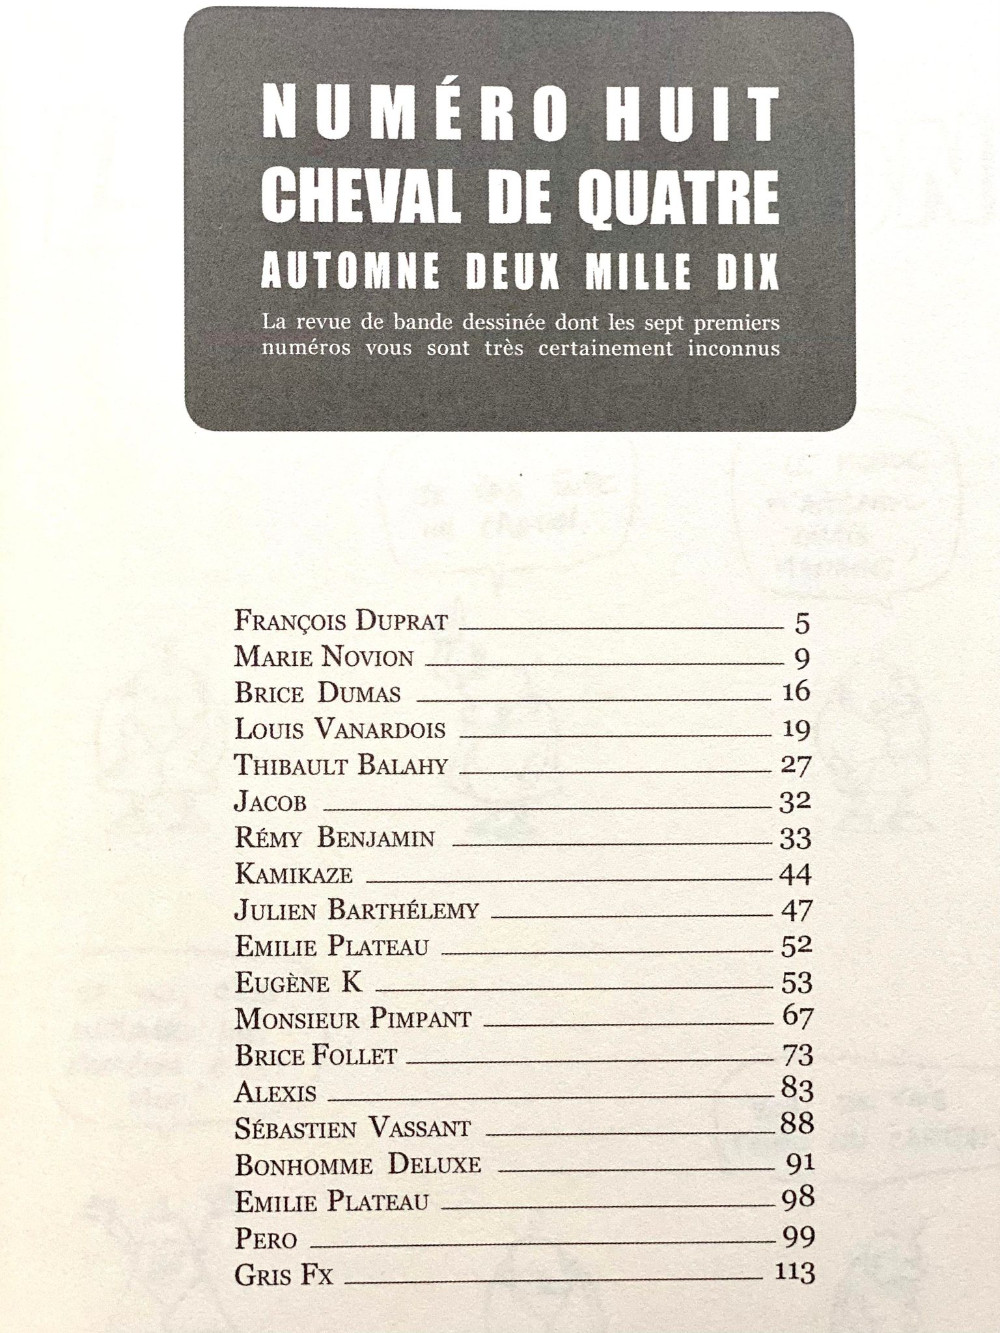 NUMÉRO HUIT
CHEVAL DE QUATRE
AUTOMNE DEUX MILLE DIX
La revue de bande dessinée dont les sept premiers
numéros vous sont très certainement inconnus
FRANÇOIS DUPRAT 5
MARIE NOVION 9
BRICE DUMAS 16
LOUIS VANARDOIS 19
THIBAULT BALAHY 27
JACOB 32
RÉMY BENJAMIN 33
KAMIKAZE 44
JULIEN BARTHÉLEMY 47
EMILIE PLATEAU 52
EUGÈNE K 53
MONSIEUR PIMPANT 67
BRICE FOLLET 73
ALEXIS 83
SÉBASTIEN VASSANT 88
BONHOMME DELUXE 91
EMILIE PLATEAU 98
PERO 99
GRIS FX 113